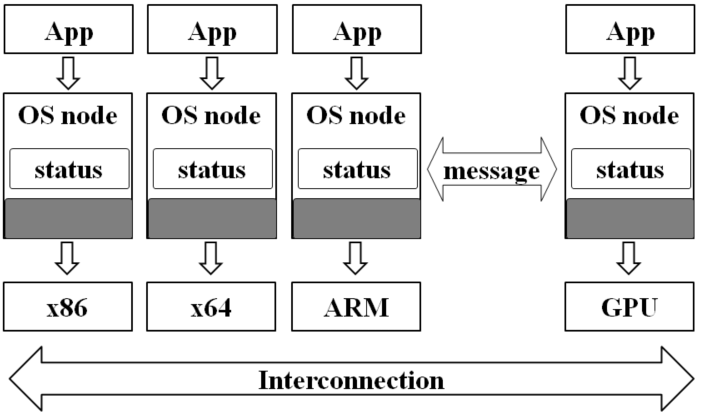 App App App App
OS node OS node OS node OS node
status status status message status
x86 x64 ARM GPU
Interconnection